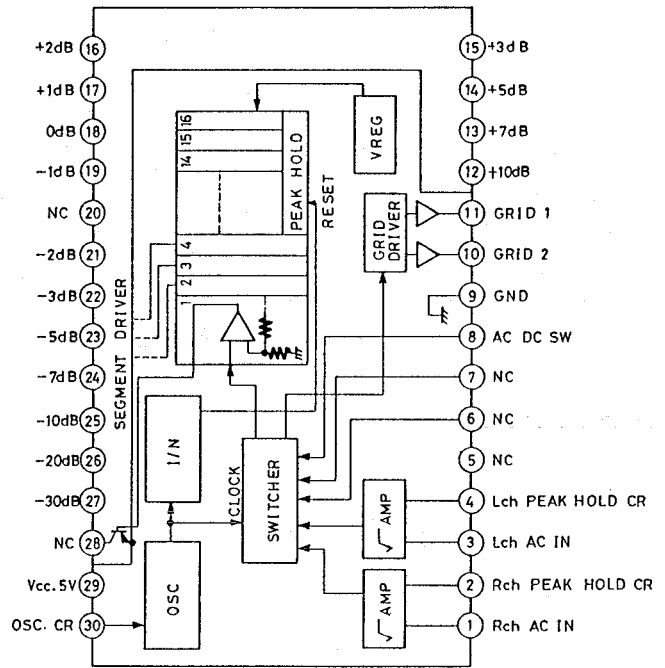 +2dB 16
+1dB 17
0dB 18
-1dB 19
NC 20
-2dB 21
-3dB 22
-5dB 23
-7dB 24
-10dB 25
-20dB 26
-30dB 27
NC 28
Vcc.5V 29
OSC. CR 30
SEGMENT DRIVER
16
15
14
4
3
2
1
PEAK HOLD
RESET
VREG
GRID DRIVER
I/N
CLOCK
SWITCHER
OSC
√AMP
√AMP
15 +3dB
14 +5dB
13 +7dB
12 +10dB
11 GRID 1
10 GRID 2
9 GND
8 AC DC SW
7 NC
6 NC
5 NC
4 Lch PEAK HOLD CR
3 Lch AC IN
2 Rch PEAK HOLD CR
1 Rch AC IN